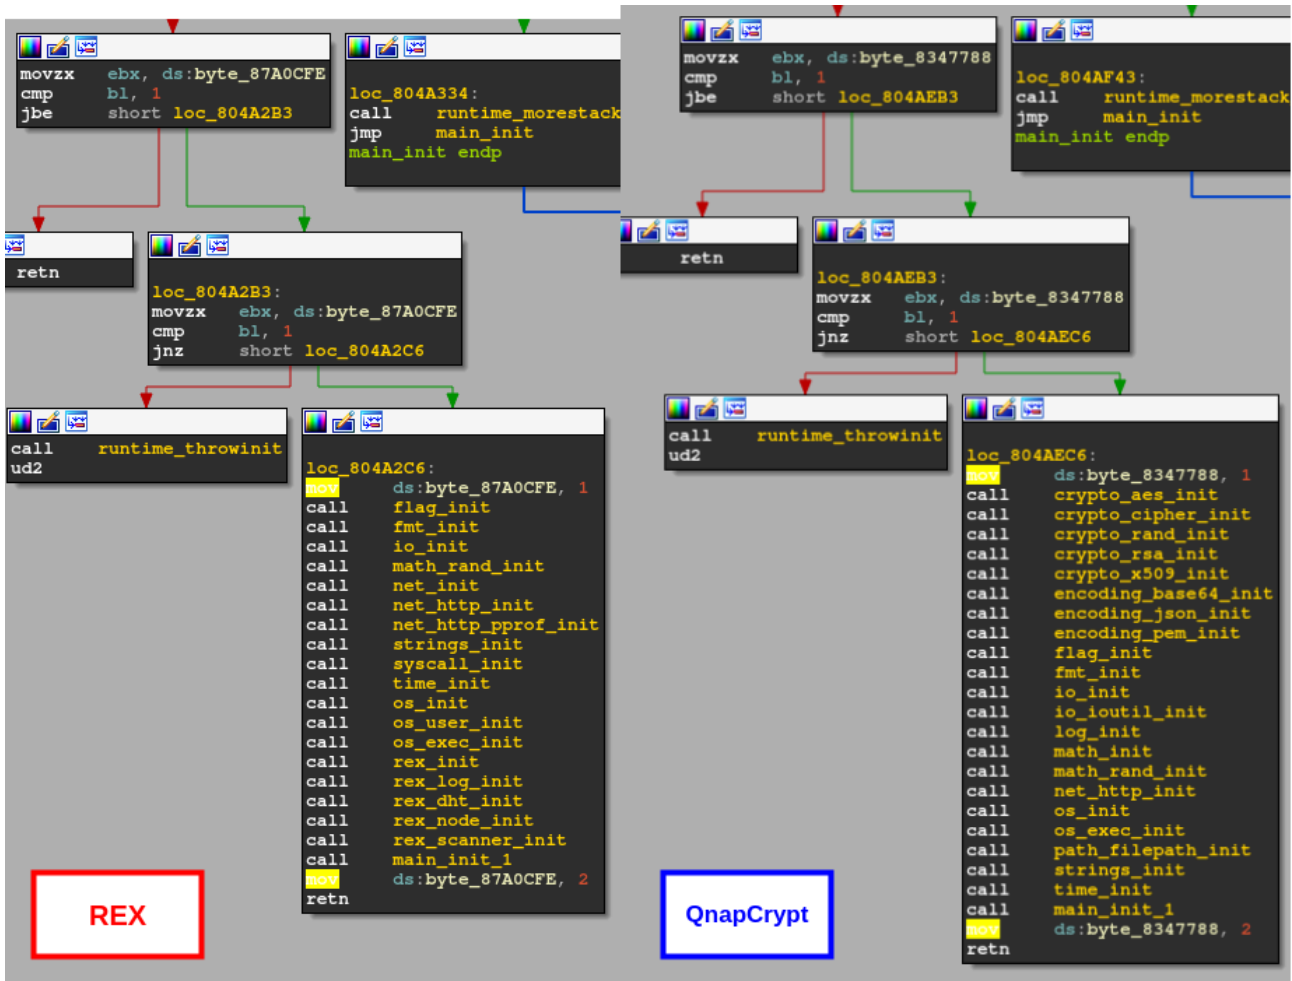 movzx ebx, ds:byte_87A0CFE
cmp bl, 1
jbe short loc_804A2B3
loc_804A334:
call runtime_morestack
jmp main_init
main_init endp
retn
loc_804A2B3:
movzx ebx, ds:byte_87A0CFE
cmp bl, 1
jnz short loc_804A2C6
call runtime_throwinit
ud2
loc_804A2C6:
mov ds:byte_87A0CFE, 1
call flag_init
call fmt_init
call io_init
call math_rand_init
call net_init
call net_http_init
call net_http_pprof_init
call strings_init
call syscall_init
call time_init
call os_init
call os_user_init
call os_exec_init
call rex_init
call rex_log_init
call rex_dht_init
call rex_node_init
call rex_scanner_init
call main_init_1
mov ds:byte_87A0CFE, 2
retn
REX
movzx ebx, ds:byte_8347788
cmp bl, 1
jbe short loc_804AEB3
loc_804AF43:
call runtime_morestack
jmp main_init
main_init endp
retn
loc_804AEB3:
movzx ebx, ds:byte_8347788
cmp bl, 1
jnz short loc_804AEC6
call runtime_throwinit
ud2
loc_804AEC6:
mov ds:byte_8347788, 1
call crypto_aes_init
call crypto_cipher_init
call crypto_rand_init
call crypto_rsa_init
call crypto_x509_init
call encoding_base64_init
call encoding_json_init
call encoding_pem_init
call flag_init
call fmt_init
call io_init
call io_ioutil_init
call log_init
call math_init
call math_rand_init
call net_http_init
call os_init
call os_exec_init
call path_filepath_init
call strings_init
call time_init
call main_init_1
mov ds:byte_8347788, 2
retn
QnapCrypt